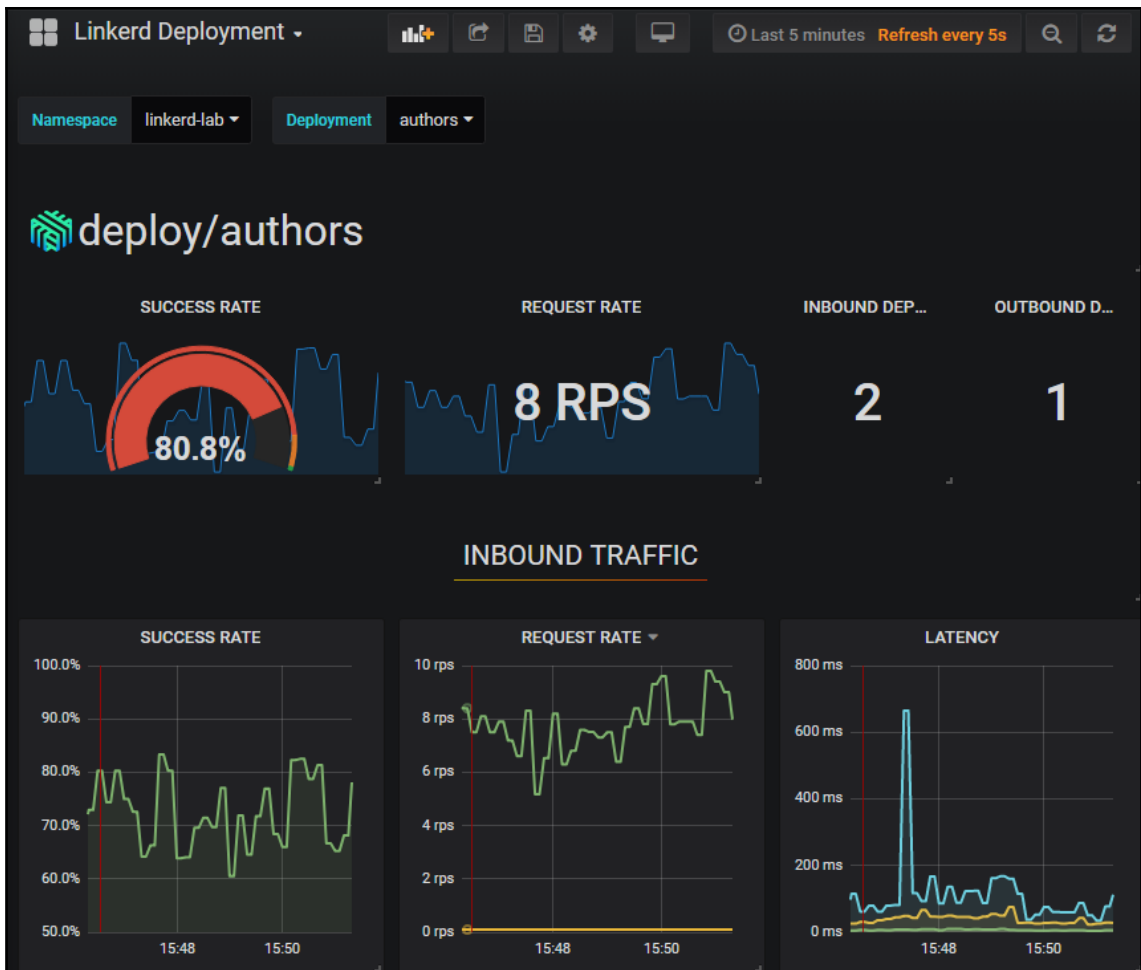 Linkerd Deployment
Last 5 minutes Refresh every 5s
Namespace linkerd-lab Deployment authors
deploy/authors
SUCCESS RATE REQUEST RATE INBOUND DEP... OUTBOUND D...
80.8% 8 RPS 2 1
INBOUND TRAFFIC
SUCCESS RATE
100.0%
90.0%
80.0%
70.0%
60.0%
50.0%
15:48 15:50
REQUEST RATE
10 rps
8 rps
6 rps
4 rps
2 rps
0 rps
15:48 15:50
LATENCY
800 ms
600 ms
400 ms
200 ms
0 ms
15:48 15:50